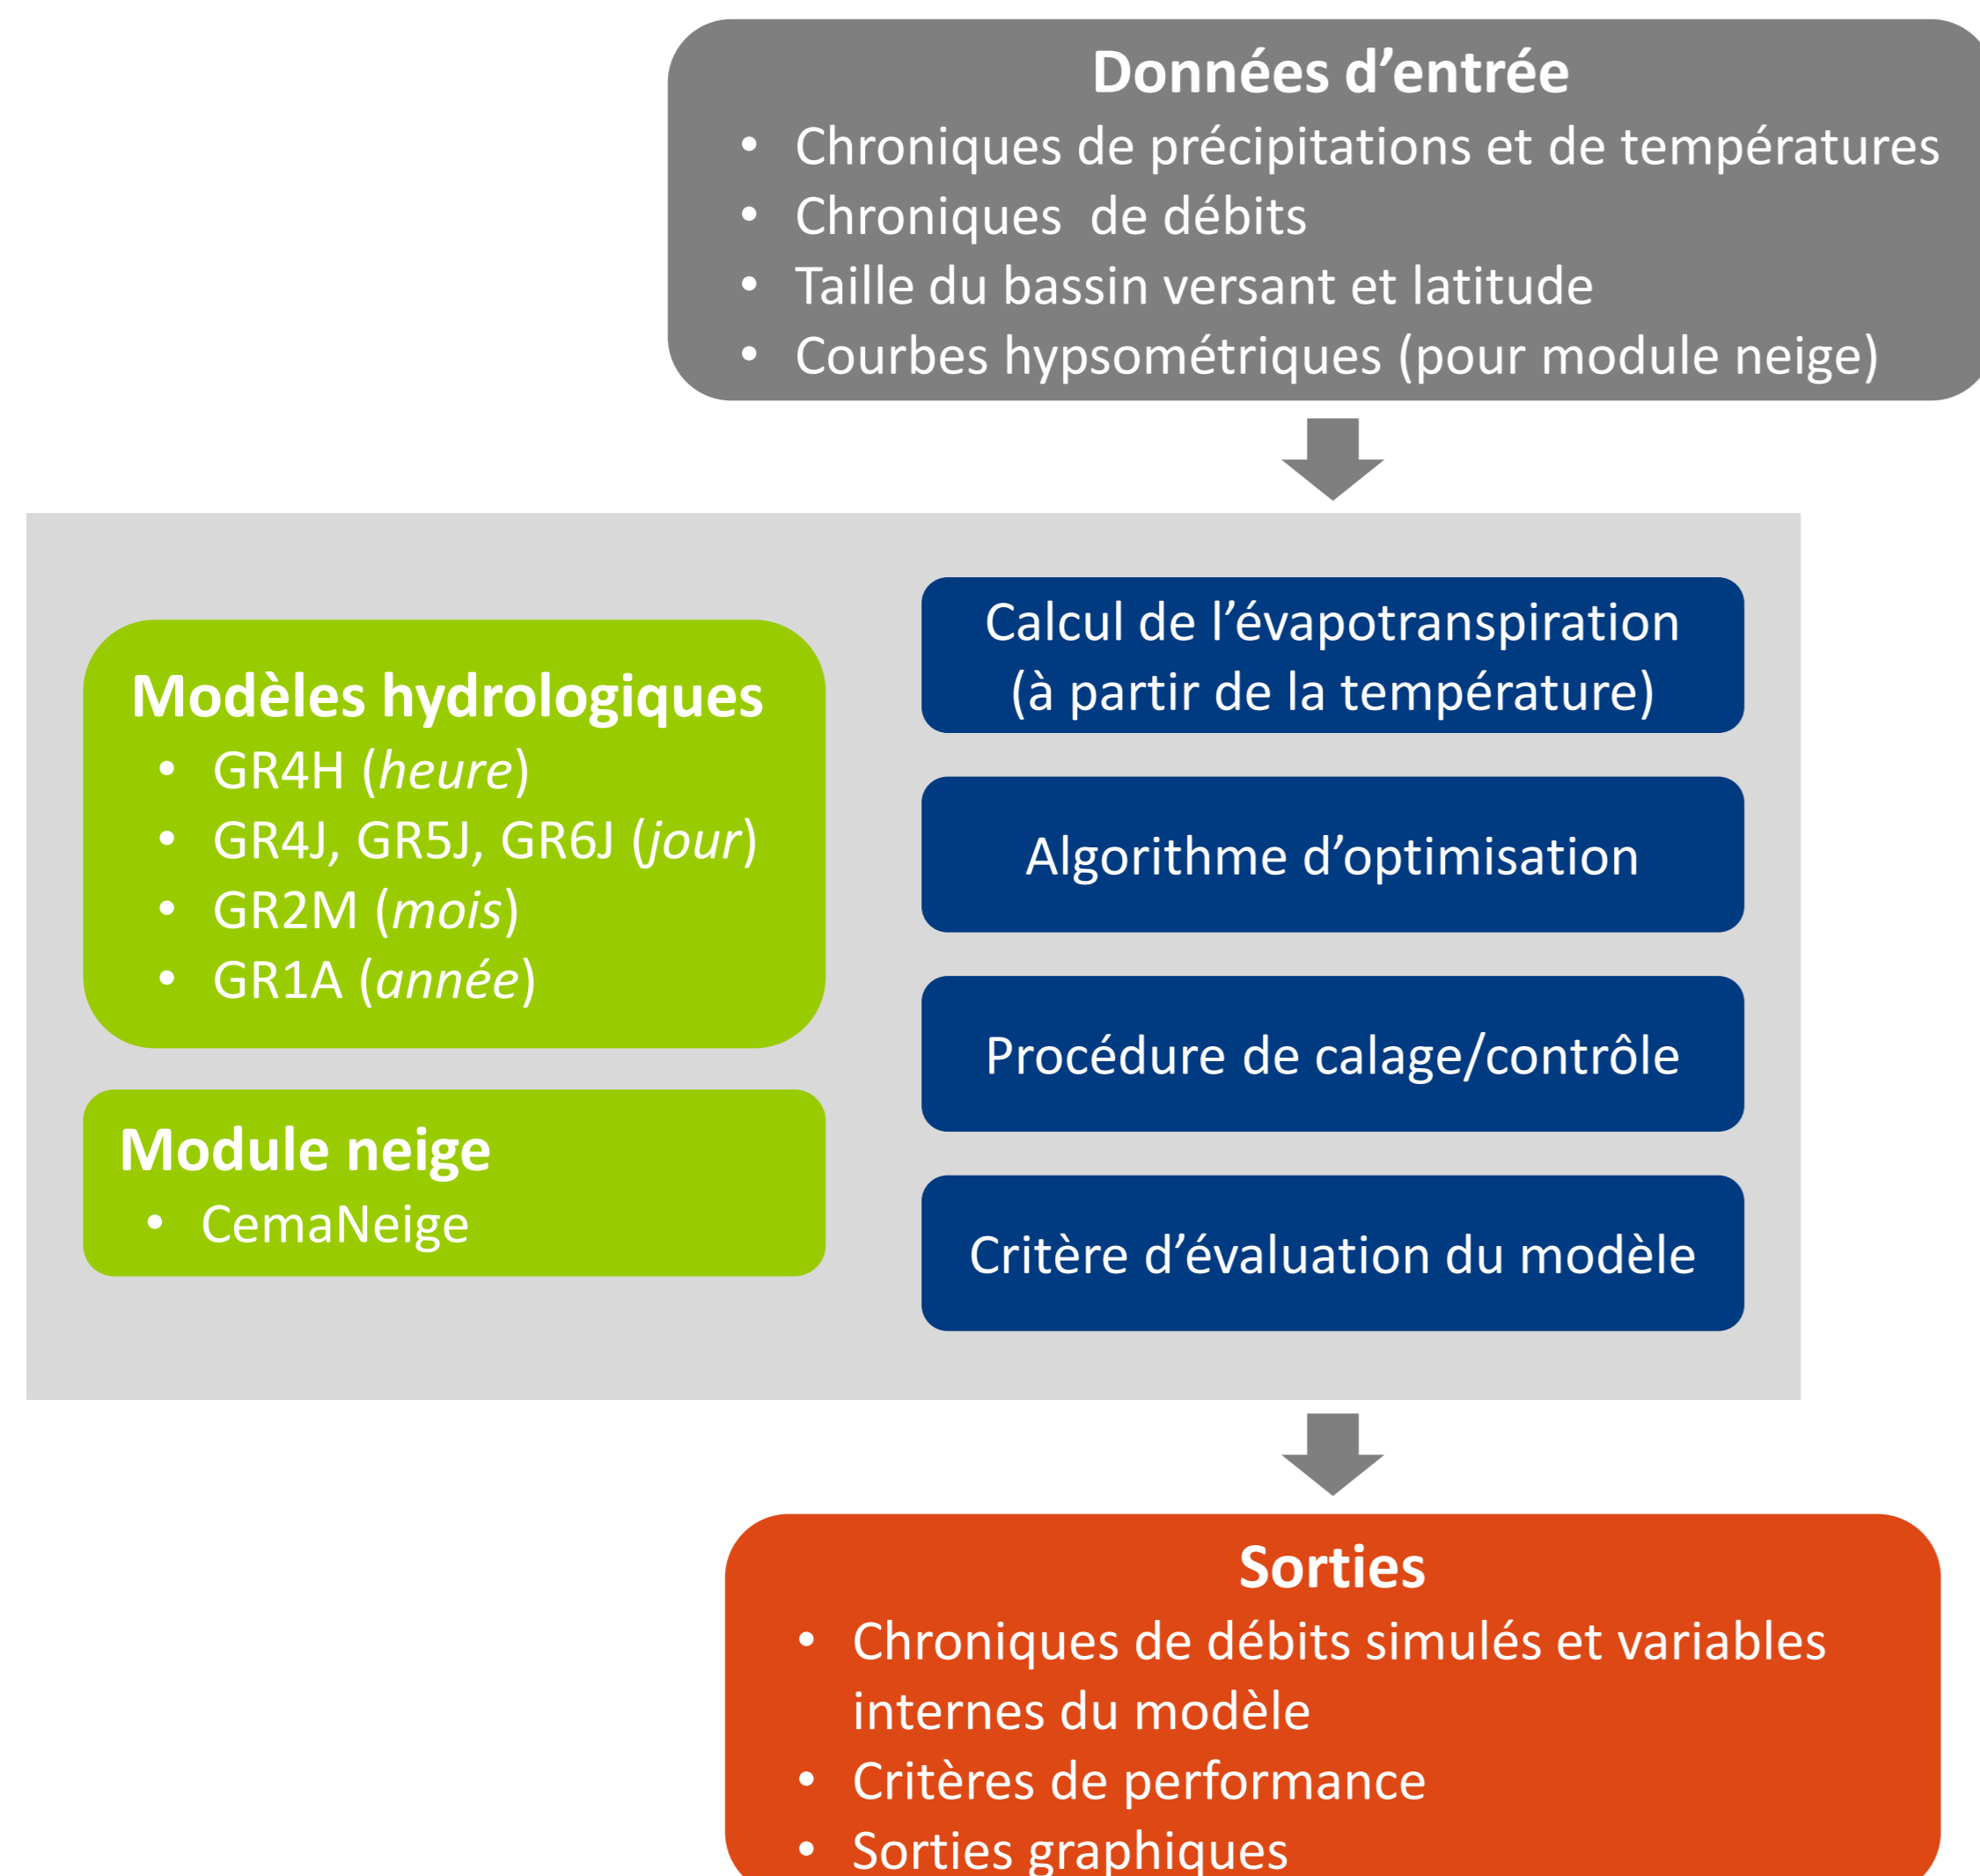 Données d’entrée
• Chroniques de précipitations et de températures
• Chroniques  de débits
• Taille du bassin versant et latitude
• Courbes hypsométriques (pour module neige)
Modèles hydrologiques
• GR4H (heure)
• GR4J, GR5J, GR6J (jour)
• GR2M (mois)
• GR1A (année)
Module neige
• CemaNeige
Calcul de l’évapotranspiration
(à partir de la température)
Algorithme d’optimisation
Procédure de calage/contrôle
Critère d’évaluation du modèle
Sorties
• Chroniques de débits simulés et variables
internes du modèle
• Critères de performance
• Sorties graphiques